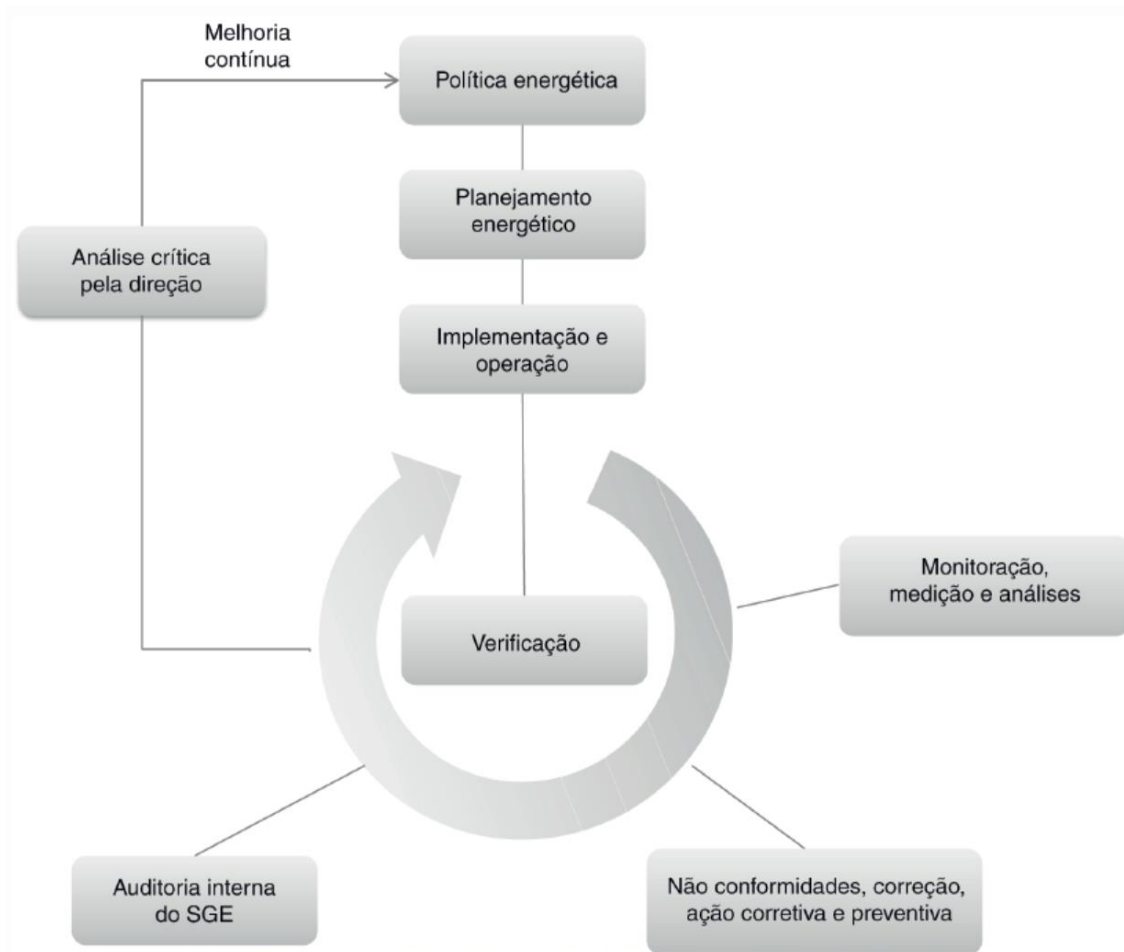 Melhoria
contínua
Política energética
Planejamento
energético
Análise crítica
pela direção
Implementação e
operação
Monitoração,
medição e análises
Verificação
Auditoria interna
do SGE
Não conformidades, correção,
ação corretiva e preventiva